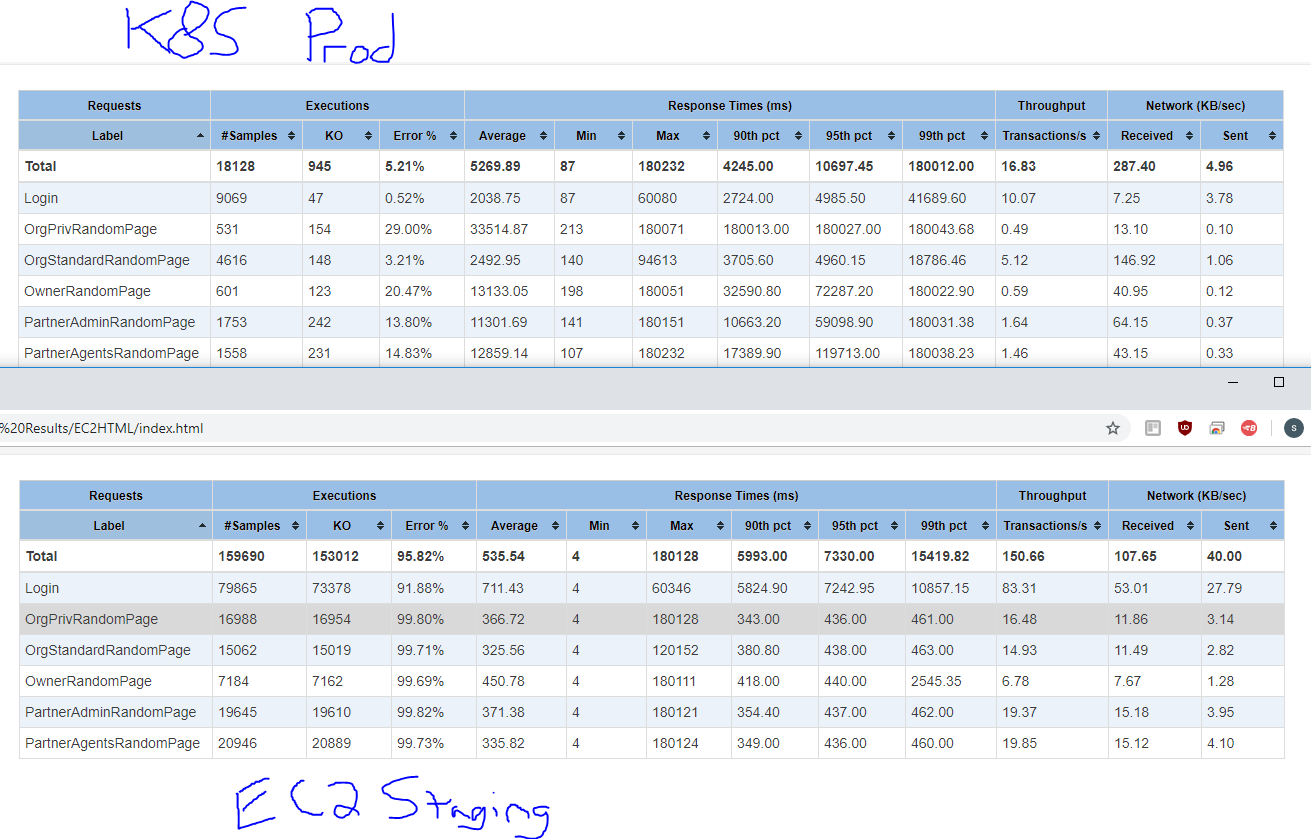 K8S Prod
Requests Executions Response Times (ms) Throughput Network (KB/sec)
Label #Samples KO Error % Average Min Max 90th pct 95th pct 99th pct Transactions/s Received Sent
Total 18128 945 5.21% 5269.89 87 180232 4245.00 10697.45 180012.00 16.83 287.40 4.96
Login 9069 47 0.52% 2038.75 87 60080 2724.00 4985.50 41689.60 10.07 7.25 3.78
OrgPrivRandomPage 531 154 29.00% 33514.87 213 180071 180013.00 180027.00 180043.68 0.49 13.10 0.10
OrgStandardRandomPage 4616 148 3.21% 2492.95 140 94613 3705.60 4960.15 18786.46 5.12 146.92 1.06
OwnerRandomPage 601 123 20.47% 13133.05 198 180051 32590.80 72287.20 180022.90 0.59 40.95 0.12
PartnerAdminRandomPage 1753 242 13.80% 11301.69 141 180151 10663.20 59098.90 180031.38 1.64 64.15 0.37
PartnerAgentsRandomPage 1558 231 14.83% 12859.14 107 180232 17389.90 119713.00 180038.23 1.46 43.15 0.33
%20Results/EC2HTML/index.html S
Requests Executions Response Times (ms) Throughput Network (KB/sec)
Label #Samples KO Error % Average Min Max 90th pct 95th pct 99th pct Transactions/s Received Sent
Total 159690 153012 95.82% 535.54 4 180128 5993.00 7330.00 15419.82 150.66 107.65 40.00
Login 79865 73378 91.88% 711.43 4 60346 5824.90 7242.95 10857.15 83.31 53.01 27.79
OrgPrivRandomPage 16988 16954 99.80% 366.72 4 180128 343.00 436.00 461.00 16.48 11.86 3.14
OrgStandardRandomPage 15062 15019 99.71% 325.56 4 120152 380.80 438.00 463.00 14.93 11.49 2.82
OwnerRandomPage 7184 7162 99.69% 450.78 4 180111 418.00 440.00 2545.35 6.78 7.67 1.28
PartnerAdminRandomPage 19645 19610 99.82% 371.38 4 180121 354.40 437.00 462.00 19.37 15.18 3.95
PartnerAgentsRandomPage 20946 20889 99.73% 335.82 4 180124 349.00 436.00 460.00 19.85 15.12 4.10
EC2 Staging